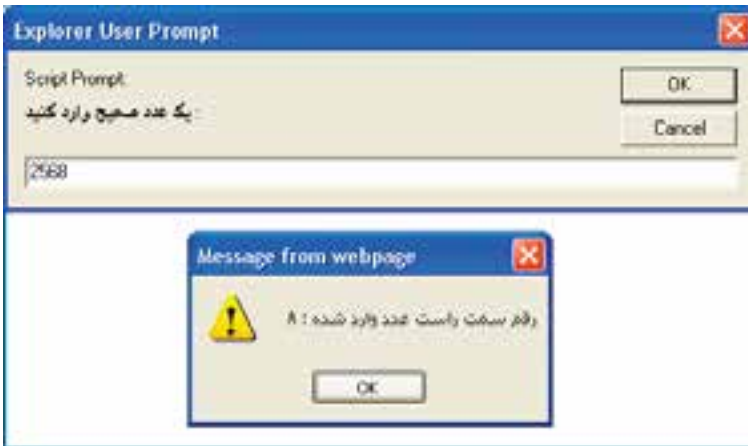 Explorer User Prompt
Script Prompt:
یک عدد صحیح وارد کنید :
OK
Cancel
2568
Message from webpage
رقم سمت راست عدد وارد شده : ۸
OK